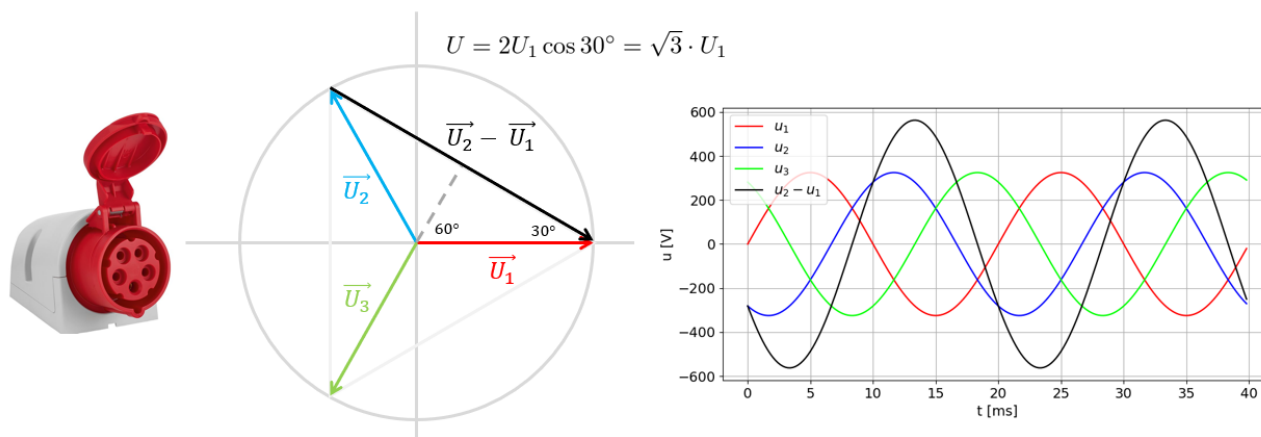 U = 2U₁ cos 30° = √3 · U₁
U₂⃗ − U₁⃗
U₂⃗
60°
30°
U₁⃗
U₃⃗
u₁
u₂
u₃
u₂ − u₁
u [V]
600
400
200
0
−200
−400
−600
0 5 10 15 20 25 30 35 40
t [ms]